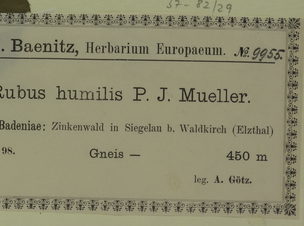 37-82/29
. Baenitz, Herbarium Europaeum. No. 9955.
Rubus humilis P. J. Mueller.
Badeniae: Zinkenwald in Siegelau b. Waldkirch (Elzthal)
98. Gneis — 450 m
leg. A. Götz.